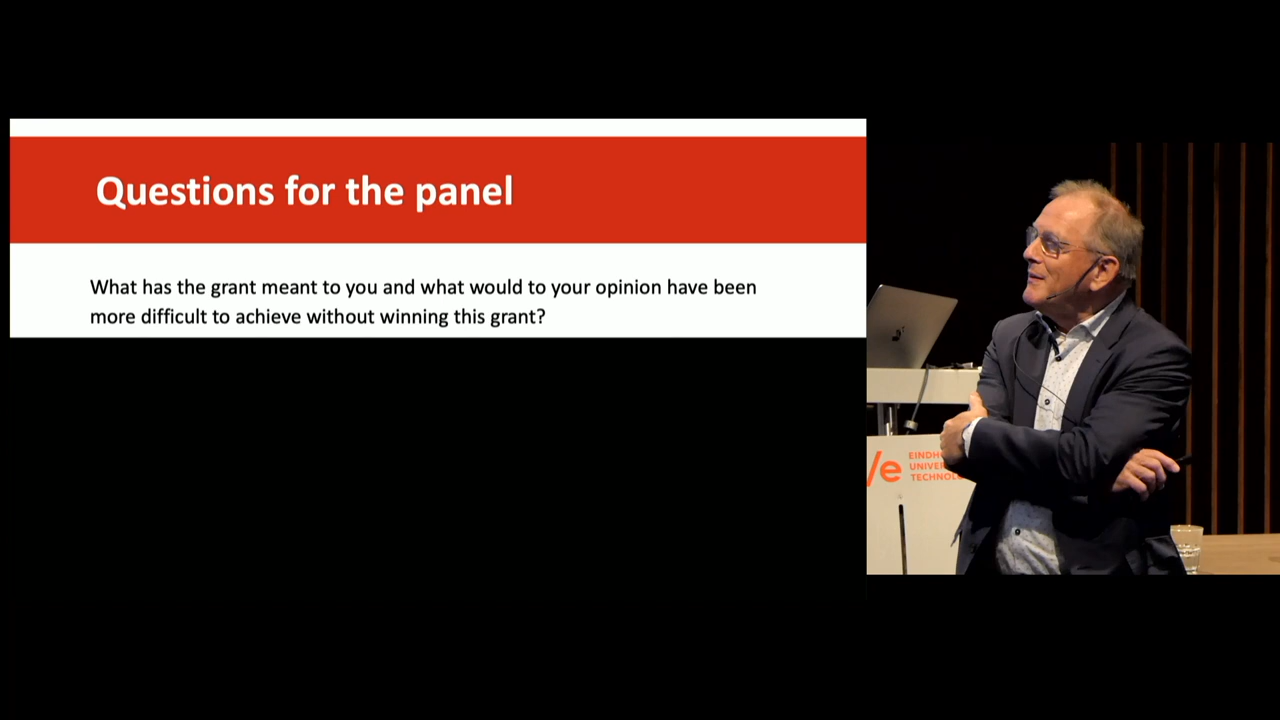 Questions for the panel
What has the grant meant to you and what would to your opinion have been
more difficult to achieve without winning this grant?
/e